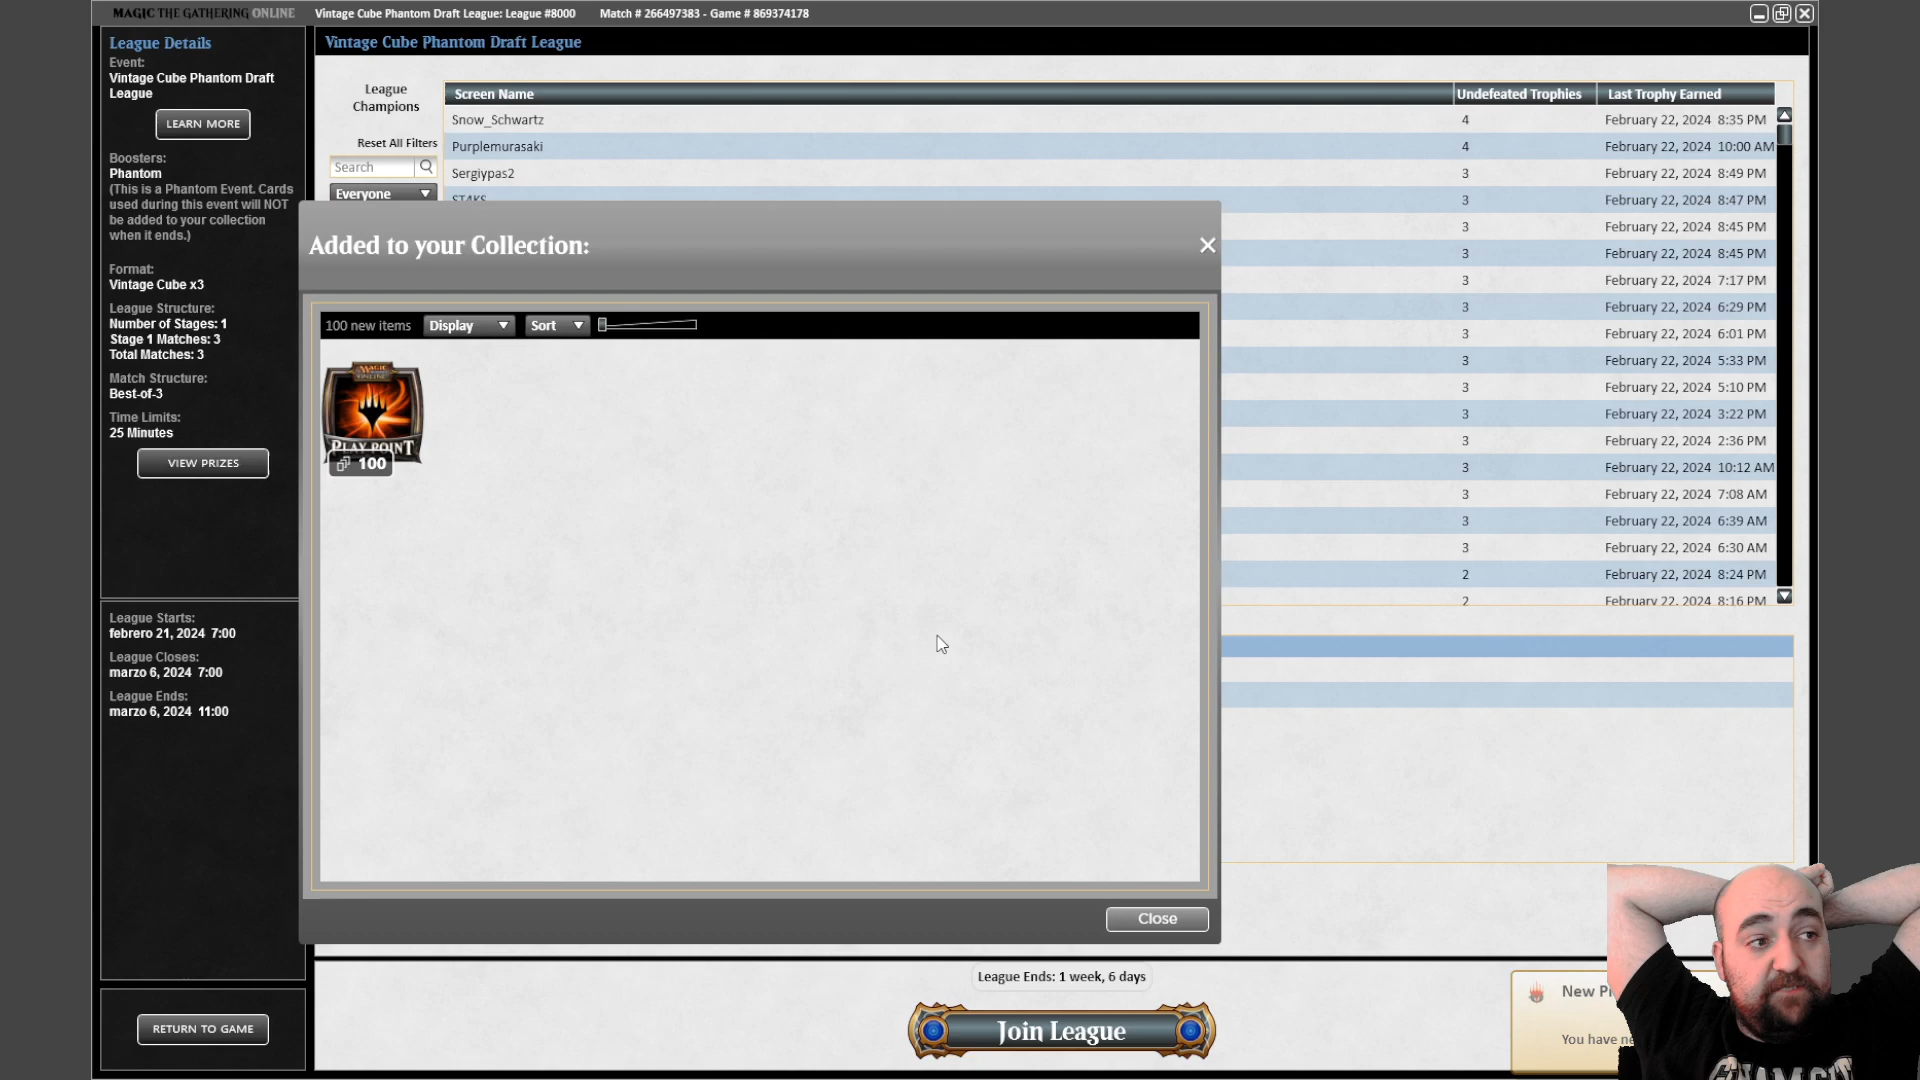 MAGIC THE GATHERING ONLINE
Vintage Cube Phantom Draft League: League #8000
Match # 266497383 - Game # 869374178
League Details
Event:
Vintage Cube Phantom Draft
League
LEARN MORE
Boosters:
Phantom
(This is a Phantom Event. Cards
used during this event will NOT
be added to your collection
when it ends.)
Format:
Vintage Cube x3
League Structure:
Number of Stages: 1
Stage 1 Matches: 3
Total Matches: 3
Match Structure:
Best-of-3
Time Limits:
25 Minutes
VIEW PRIZES
League Starts:
febrero 21, 2024 7:00
League Closes:
marzo 6, 2024 7:00
League Ends:
marzo 6, 2024 11:00
RETURN TO GAME
Vintage Cube Phantom Draft League
League
Champions
Reset All Filters
Search
Everyone
Screen Name Undefeated Trophies Last Trophy Earned
Snow_Schwartz 4 February 22, 2024 8:35 PM
Purplemurasaki 4 February 22, 2024 10:00 AM
Sergiypas2 3 February 22, 2024 8:49 PM
3 February 22, 2024 8:47 PM
3 February 22, 2024 8:45 PM
3 February 22, 2024 8:45 PM
3 February 22, 2024 7:17 PM
3 February 22, 2024 6:29 PM
3 February 22, 2024 6:01 PM
3 February 22, 2024 5:33 PM
3 February 22, 2024 5:10 PM
3 February 22, 2024 3:22 PM
3 February 22, 2024 2:36 PM
3 February 22, 2024 10:12 AM
3 February 22, 2024 7:08 AM
3 February 22, 2024 6:39 AM
3 February 22, 2024 6:30 AM
2 February 22, 2024 8:24 PM
2 February 22, 2024 8:16 PM
Added to your Collection:
100 new items
Display
Sort
MAGIC
PLAY POINT
100
Close
League Ends: 1 week, 6 days
Join League
New
You have